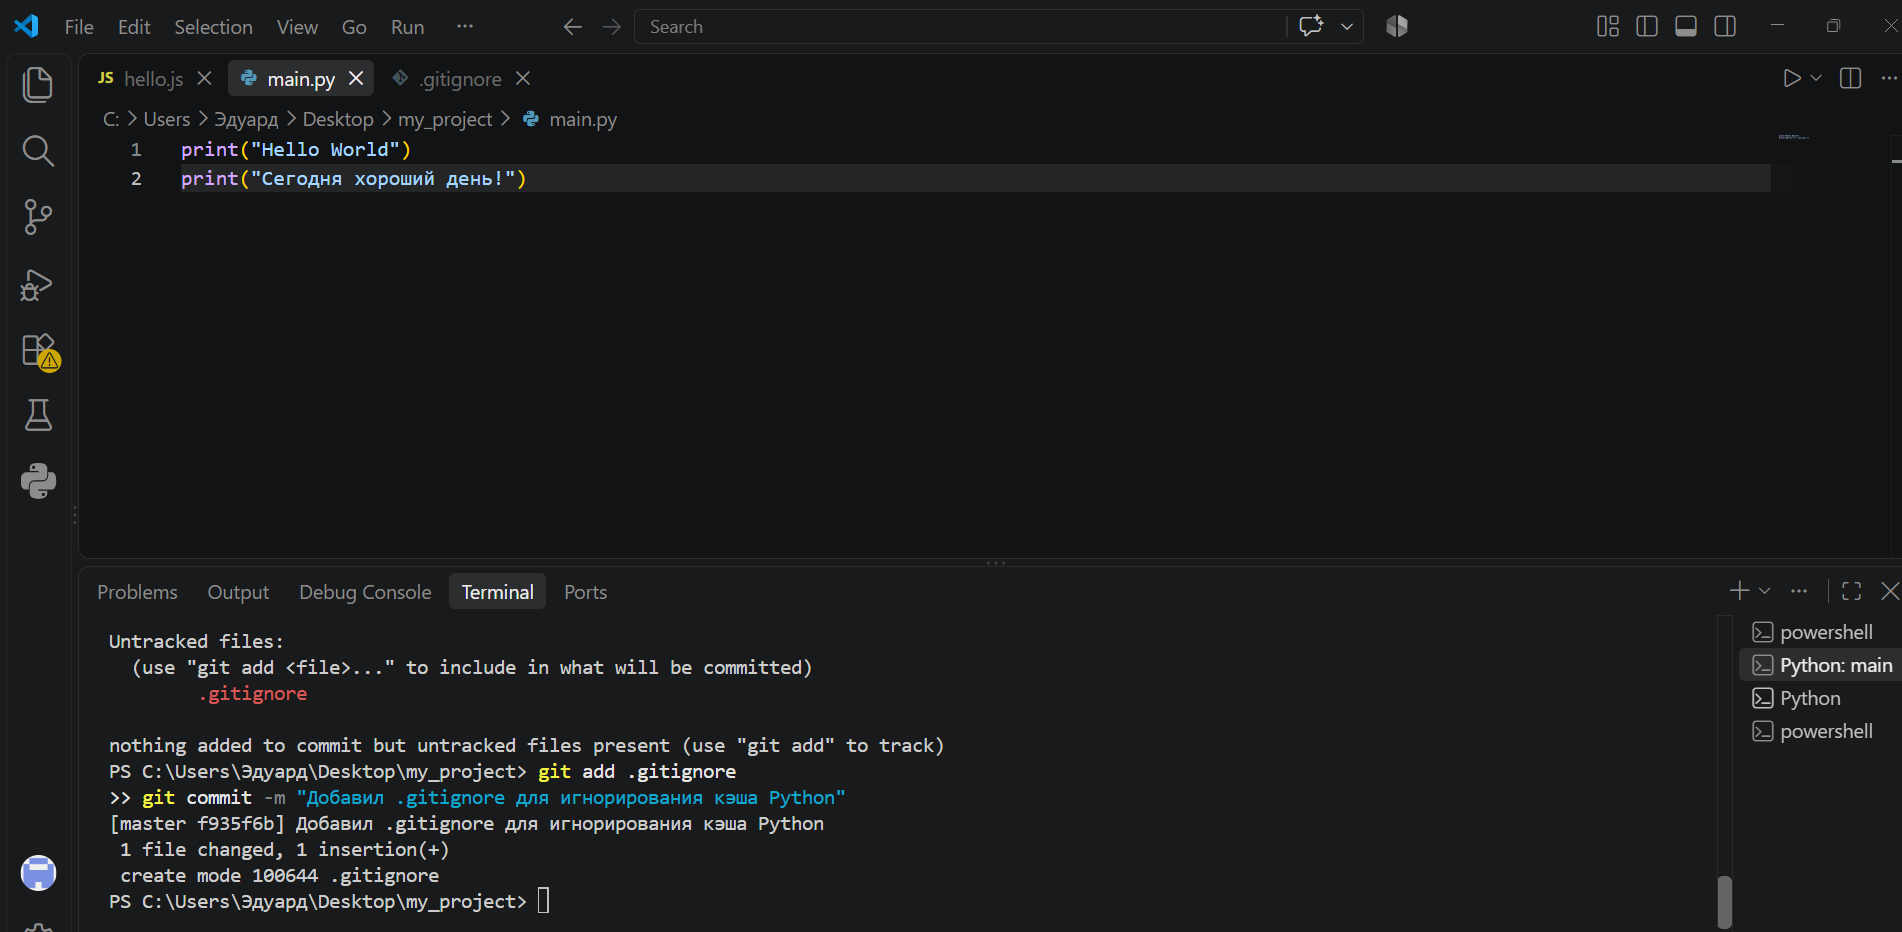 File Edit Selection View Go Run ··· Search
JS hello.js main.py .gitignore
C: > Users > Эдуард > Desktop > my_project > main.py
1 print("Hello World")
2 print("Сегодня хороший день!")
Problems Output Debug Console Terminal Ports
Untracked files:
(use "git add <file>..." to include in what will be committed)
.gitignore
nothing added to commit but untracked files present (use "git add" to track)
PS C:\Users\Эдуард\Desktop\my_project> git add .gitignore
>> git commit -m "Добавил .gitignore для игнорирования кэша Python"
[master f935f6b] Добавил .gitignore для игнорирования кэша Python
1 file changed, 1 insertion(+)
create mode 100644 .gitignore
PS C:\Users\Эдуард\Desktop\my_project>
powershell
Python: main
Python
powershell